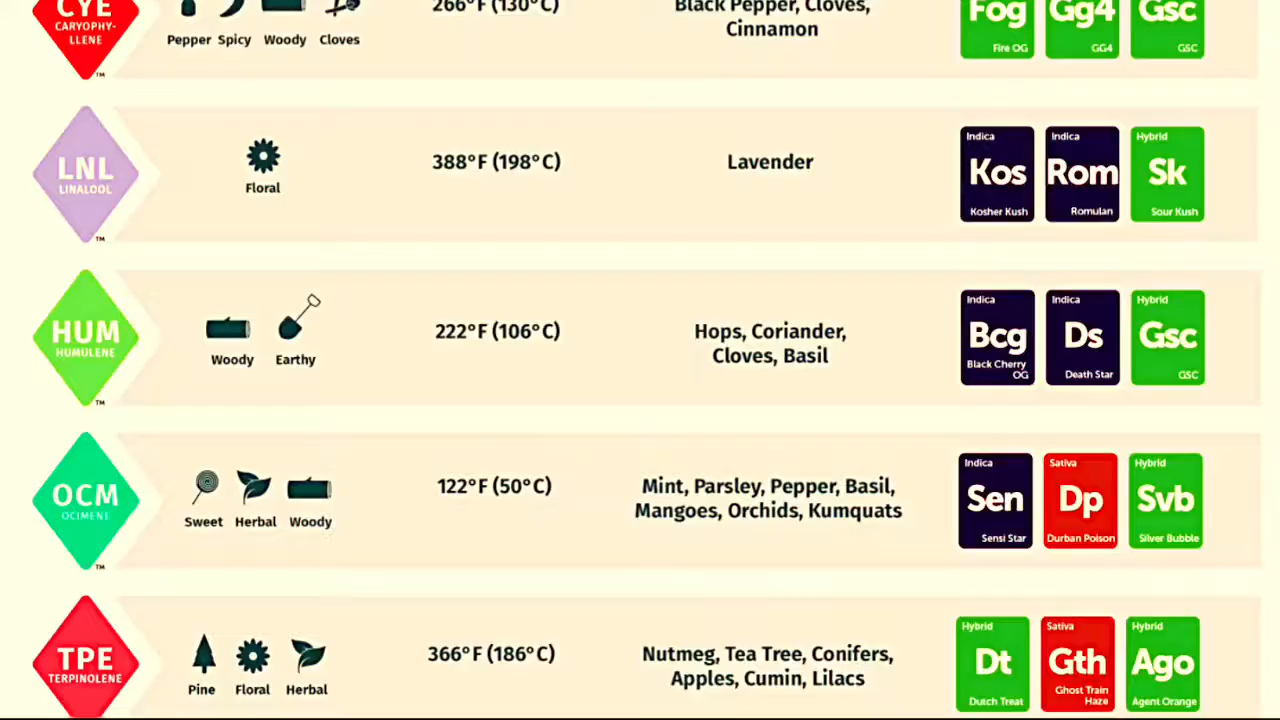 CYE
CARYOPHY-
LLENE
™
Pepper Spicy Woody Cloves
266°F (130°C)
Black Pepper, Cloves,
Cinnamon
Fog
Fire OG
Gg4
GG4
Gsc
GSC
LNL
LINALOOL
™
Floral
388°F (198°C)
Lavender
Indica
Kos
Kosher Kush
Indica
Rom
Romulan
Hybrid
Sk
Sour Kush
HUM
HUMULENE
™
Woody Earthy
222°F (106°C)
Hops, Coriander,
Cloves, Basil
Indica
Bcg
Black Cherry
OG
Indica
Ds
Death Star
Hybrid
Gsc
GSC
OCM
OCIMENE
™
Sweet Herbal Woody
122°F (50°C)
Mint, Parsley, Pepper, Basil,
Mangoes, Orchids, Kumquats
Indica
Sen
Sensi Star
Sativa
Dp
Durban Poison
Hybrid
Svb
Silver Bubble
TPE
TERPINOLENE
Pine Floral Herbal
366°F (186°C)
Nutmeg, Tea Tree, Conifers,
Apples, Cumin, Lilacs
Hybrid
Dt
Dutch Treat
Sativa
Gth
Ghost Train
Haze
Hybrid
Ago
Agent Orange